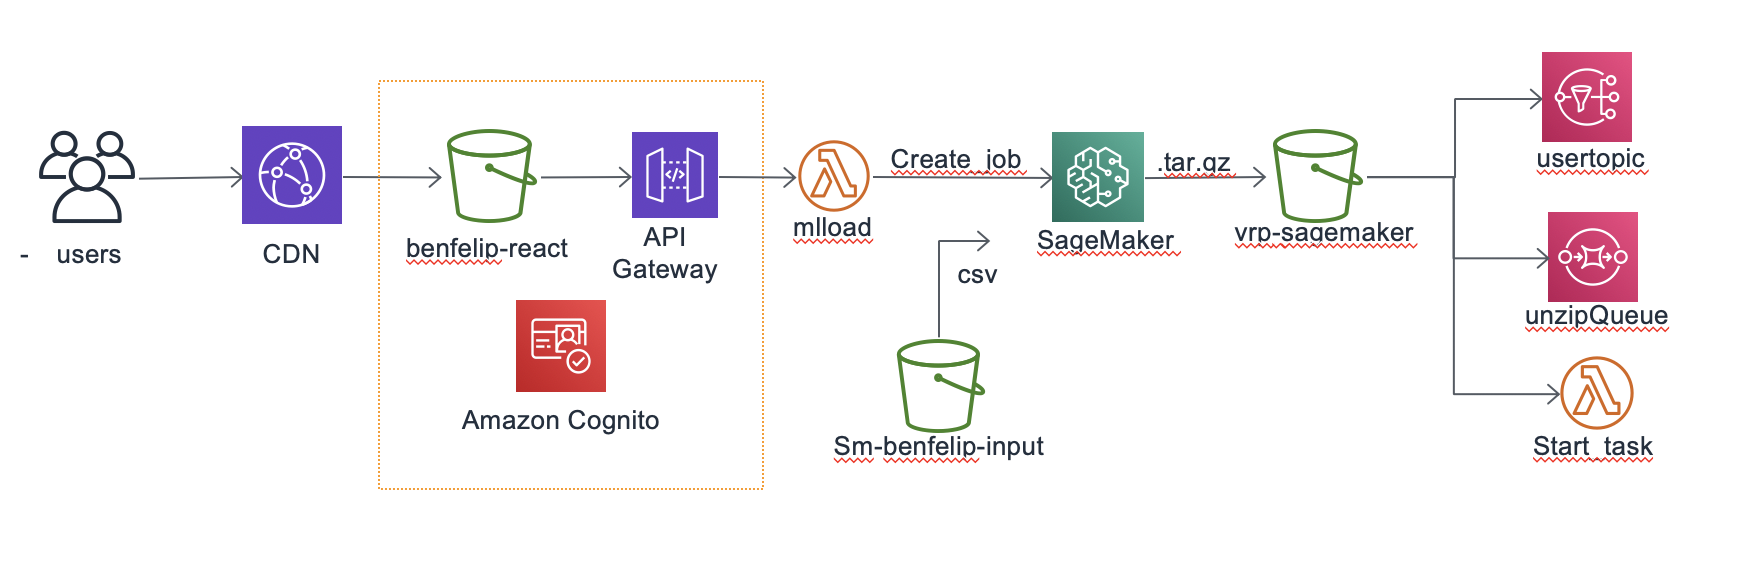 - users
CDN
benfelip-react
API
Gateway
Amazon Cognito
mlload
Create_job
csv
Sm-benfelip-input
SageMaker
.tar.gz
vrp-sagemaker
usertopic
unzipQueue
Start_task